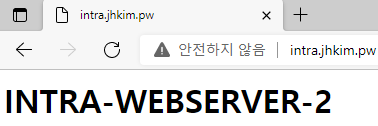 intra.jhkim.pw
안전하지 않음 | intra.jhkim.pw
INTRA-WEBSERVER-2